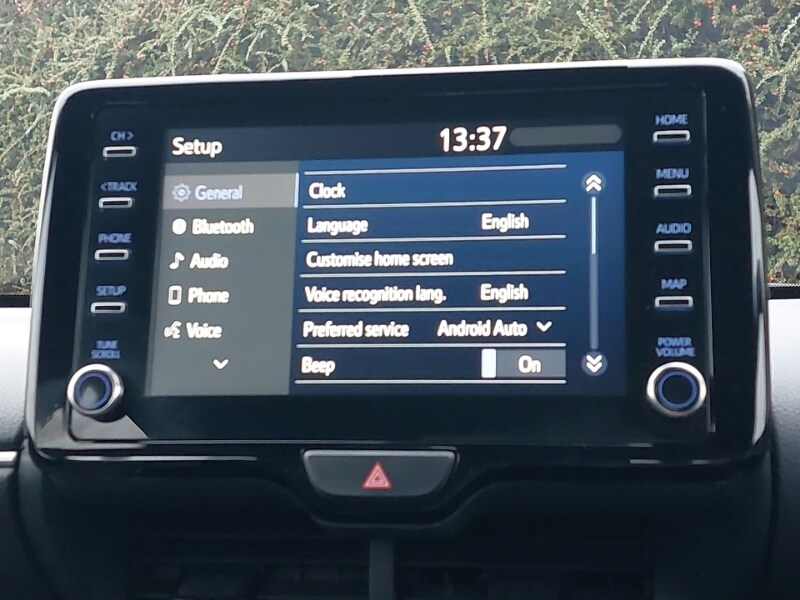 CH >
<TRACK
PHONE
SETUP
TUNE
SCROLL
Setup
13:37
General
Bluetooth
Audio
Phone
Voice
Clock
Language English
Customise home screen
Voice recognition lang. English
Preferred service Android Auto
Beep On
HOME
MENU
AUDIO
MAP
POWER
VOLUME